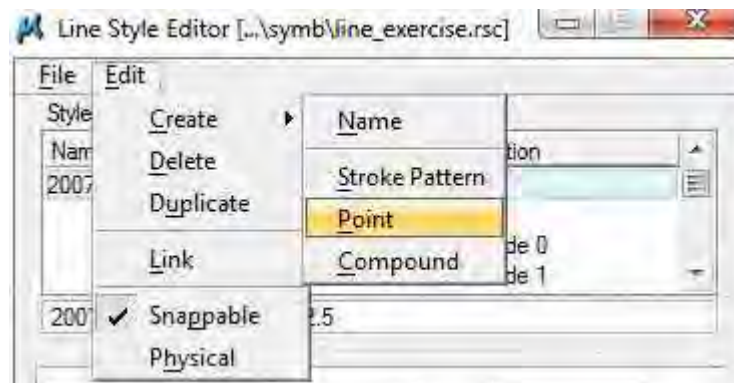 Line Style Editor [...\symb\line_exercise.rsc]
File Edit
Style
Nam
2007
Create
Delete
Duplicate
Link
Snappable
Physical
Name
Stroke Pattern
Point
Compound
tion
de 0
de 1
200
2.5